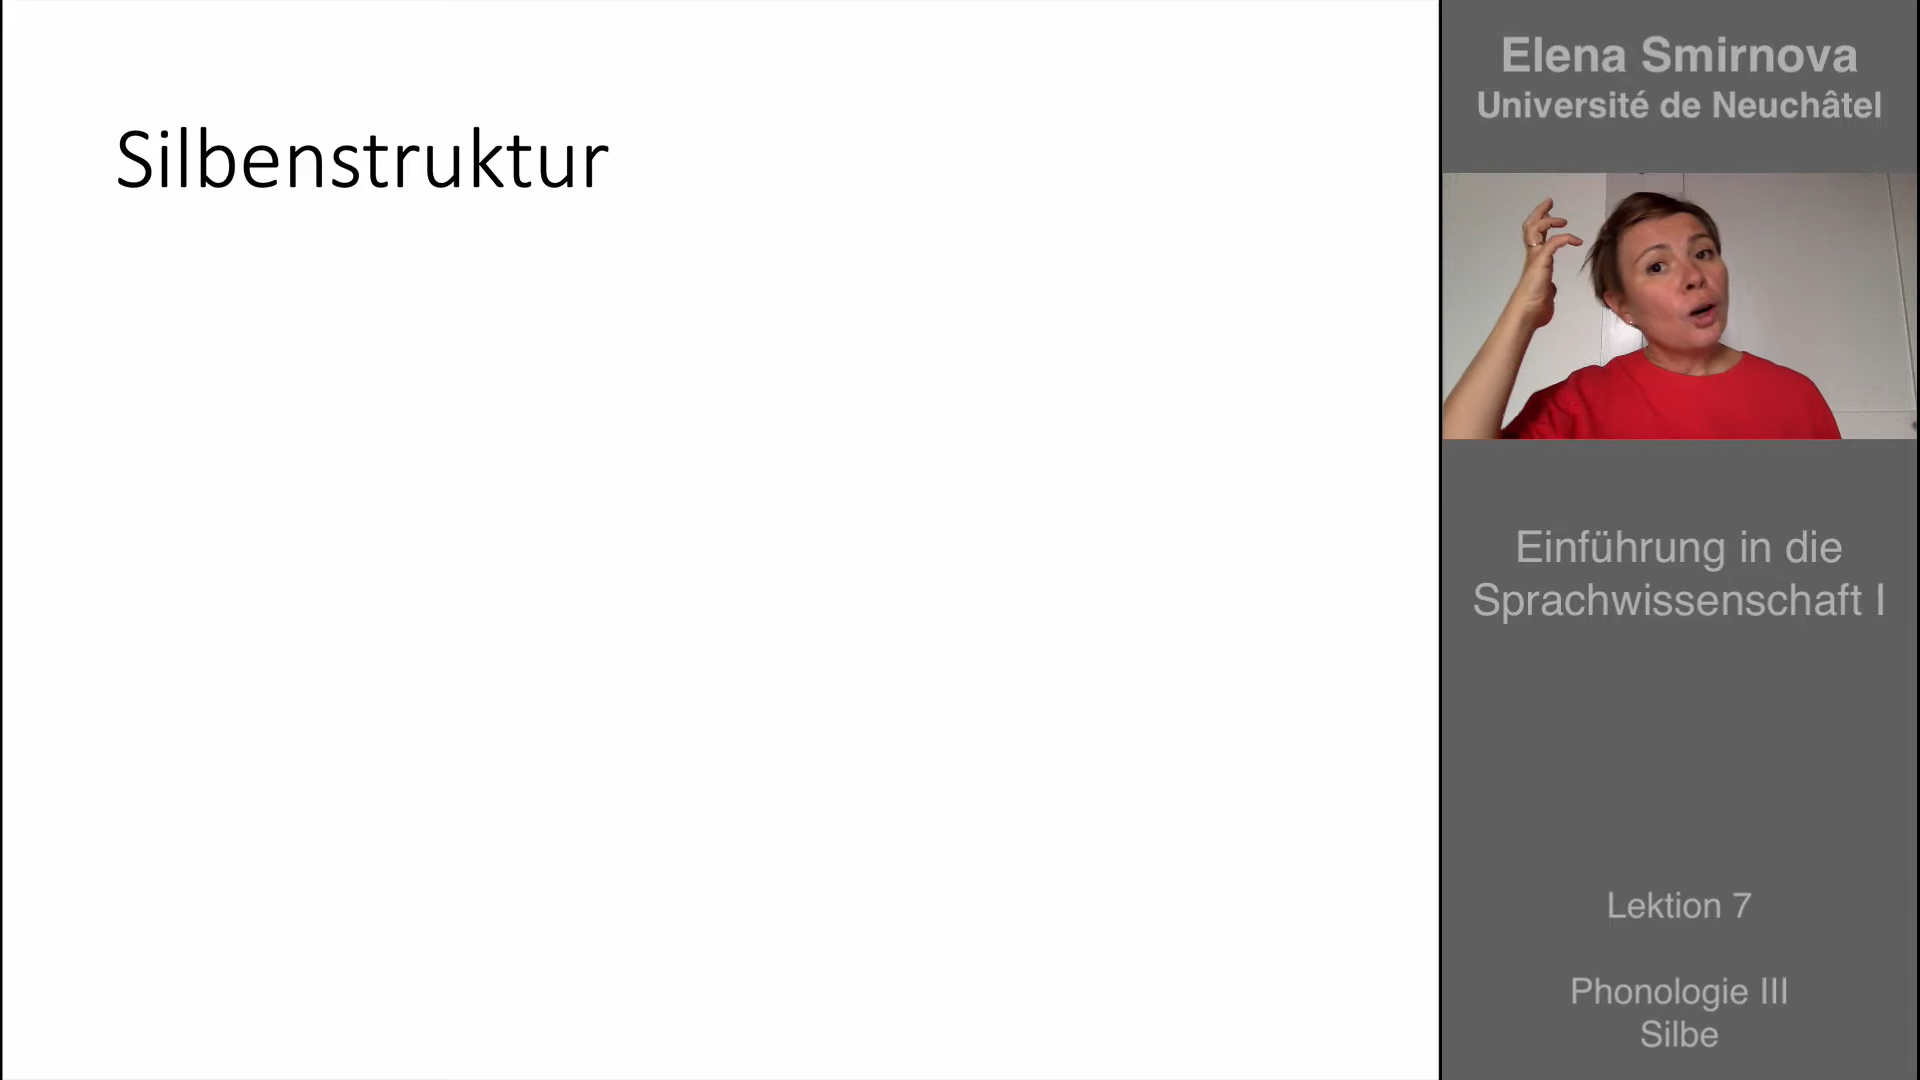 Silbenstruktur
Elena Smirnova
Université de Neuchâtel
Einführung in die
Sprachwissenschaft I
Lektion 7
Phonologie III
Silbe